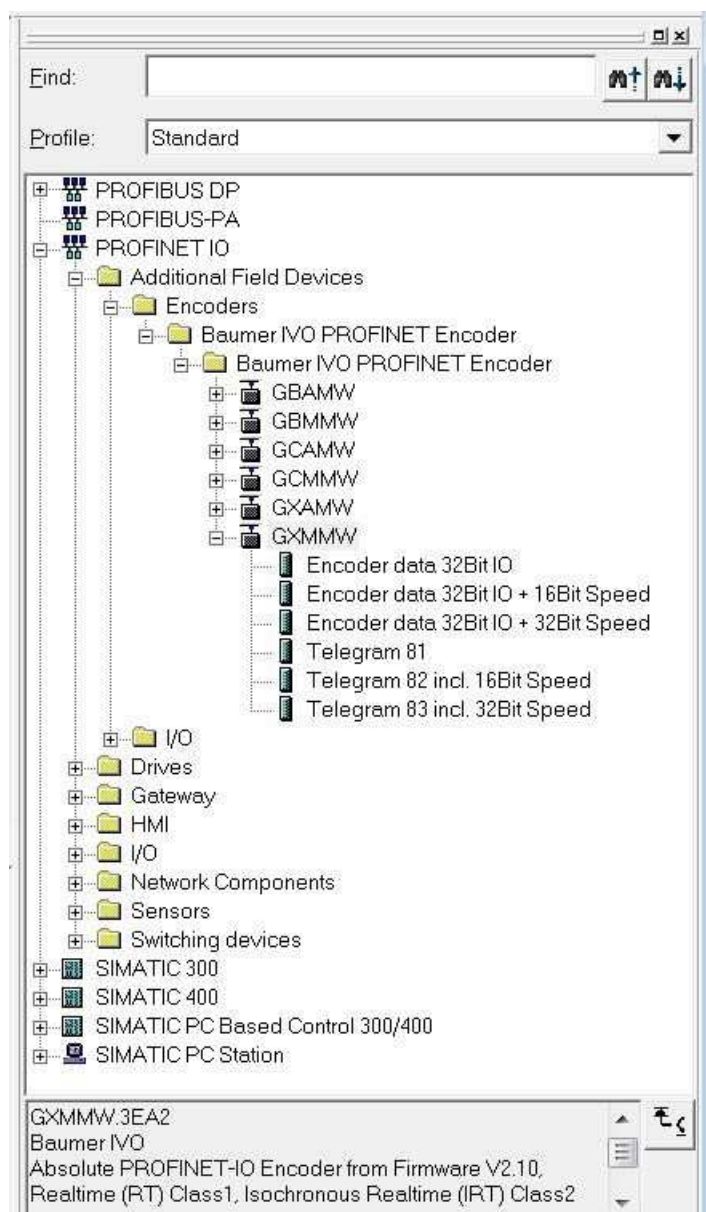 Find:
Profile: Standard
PROFIBUS DP
PROFIBUS-PA
PROFINET IO
Additional Field Devices
Encoders
Baumer IVO PROFINET Encoder
Baumer IVO PROFINET Encoder
GBAMW
GBMMW
GCAMW
GCMMW
GXAMW
GXMMW
Encoder data 32Bit IO
Encoder data 32Bit IO + 16Bit Speed
Encoder data 32Bit IO + 32Bit Speed
Telegram 81
Telegram 82 incl. 16Bit Speed
Telegram 83 incl. 32Bit Speed
I/O
Drives
Gateway
HMI
I/O
Network Components
Sensors
Switching devices
SIMATIC 300
SIMATIC 400
SIMATIC PC Based Control 300/400
SIMATIC PC Station
GXMMW.3EA2
Baumer IVO
Absolute PROFINET-IO Encoder from Firmware V2.10,
Realtime (RT) Class1, Isochronous Realtime (IRT) Class2